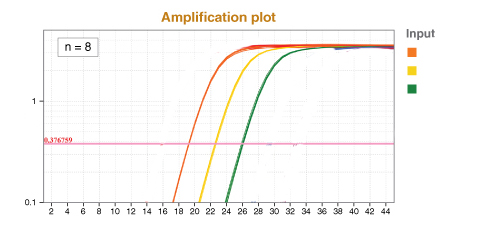 Amplification plot
n = 8
Input
1
0.376759
0.1
2 4 6 8 10 12 14 16 18 20 22 24 26 28 30 32 34 36 38 40 42 44